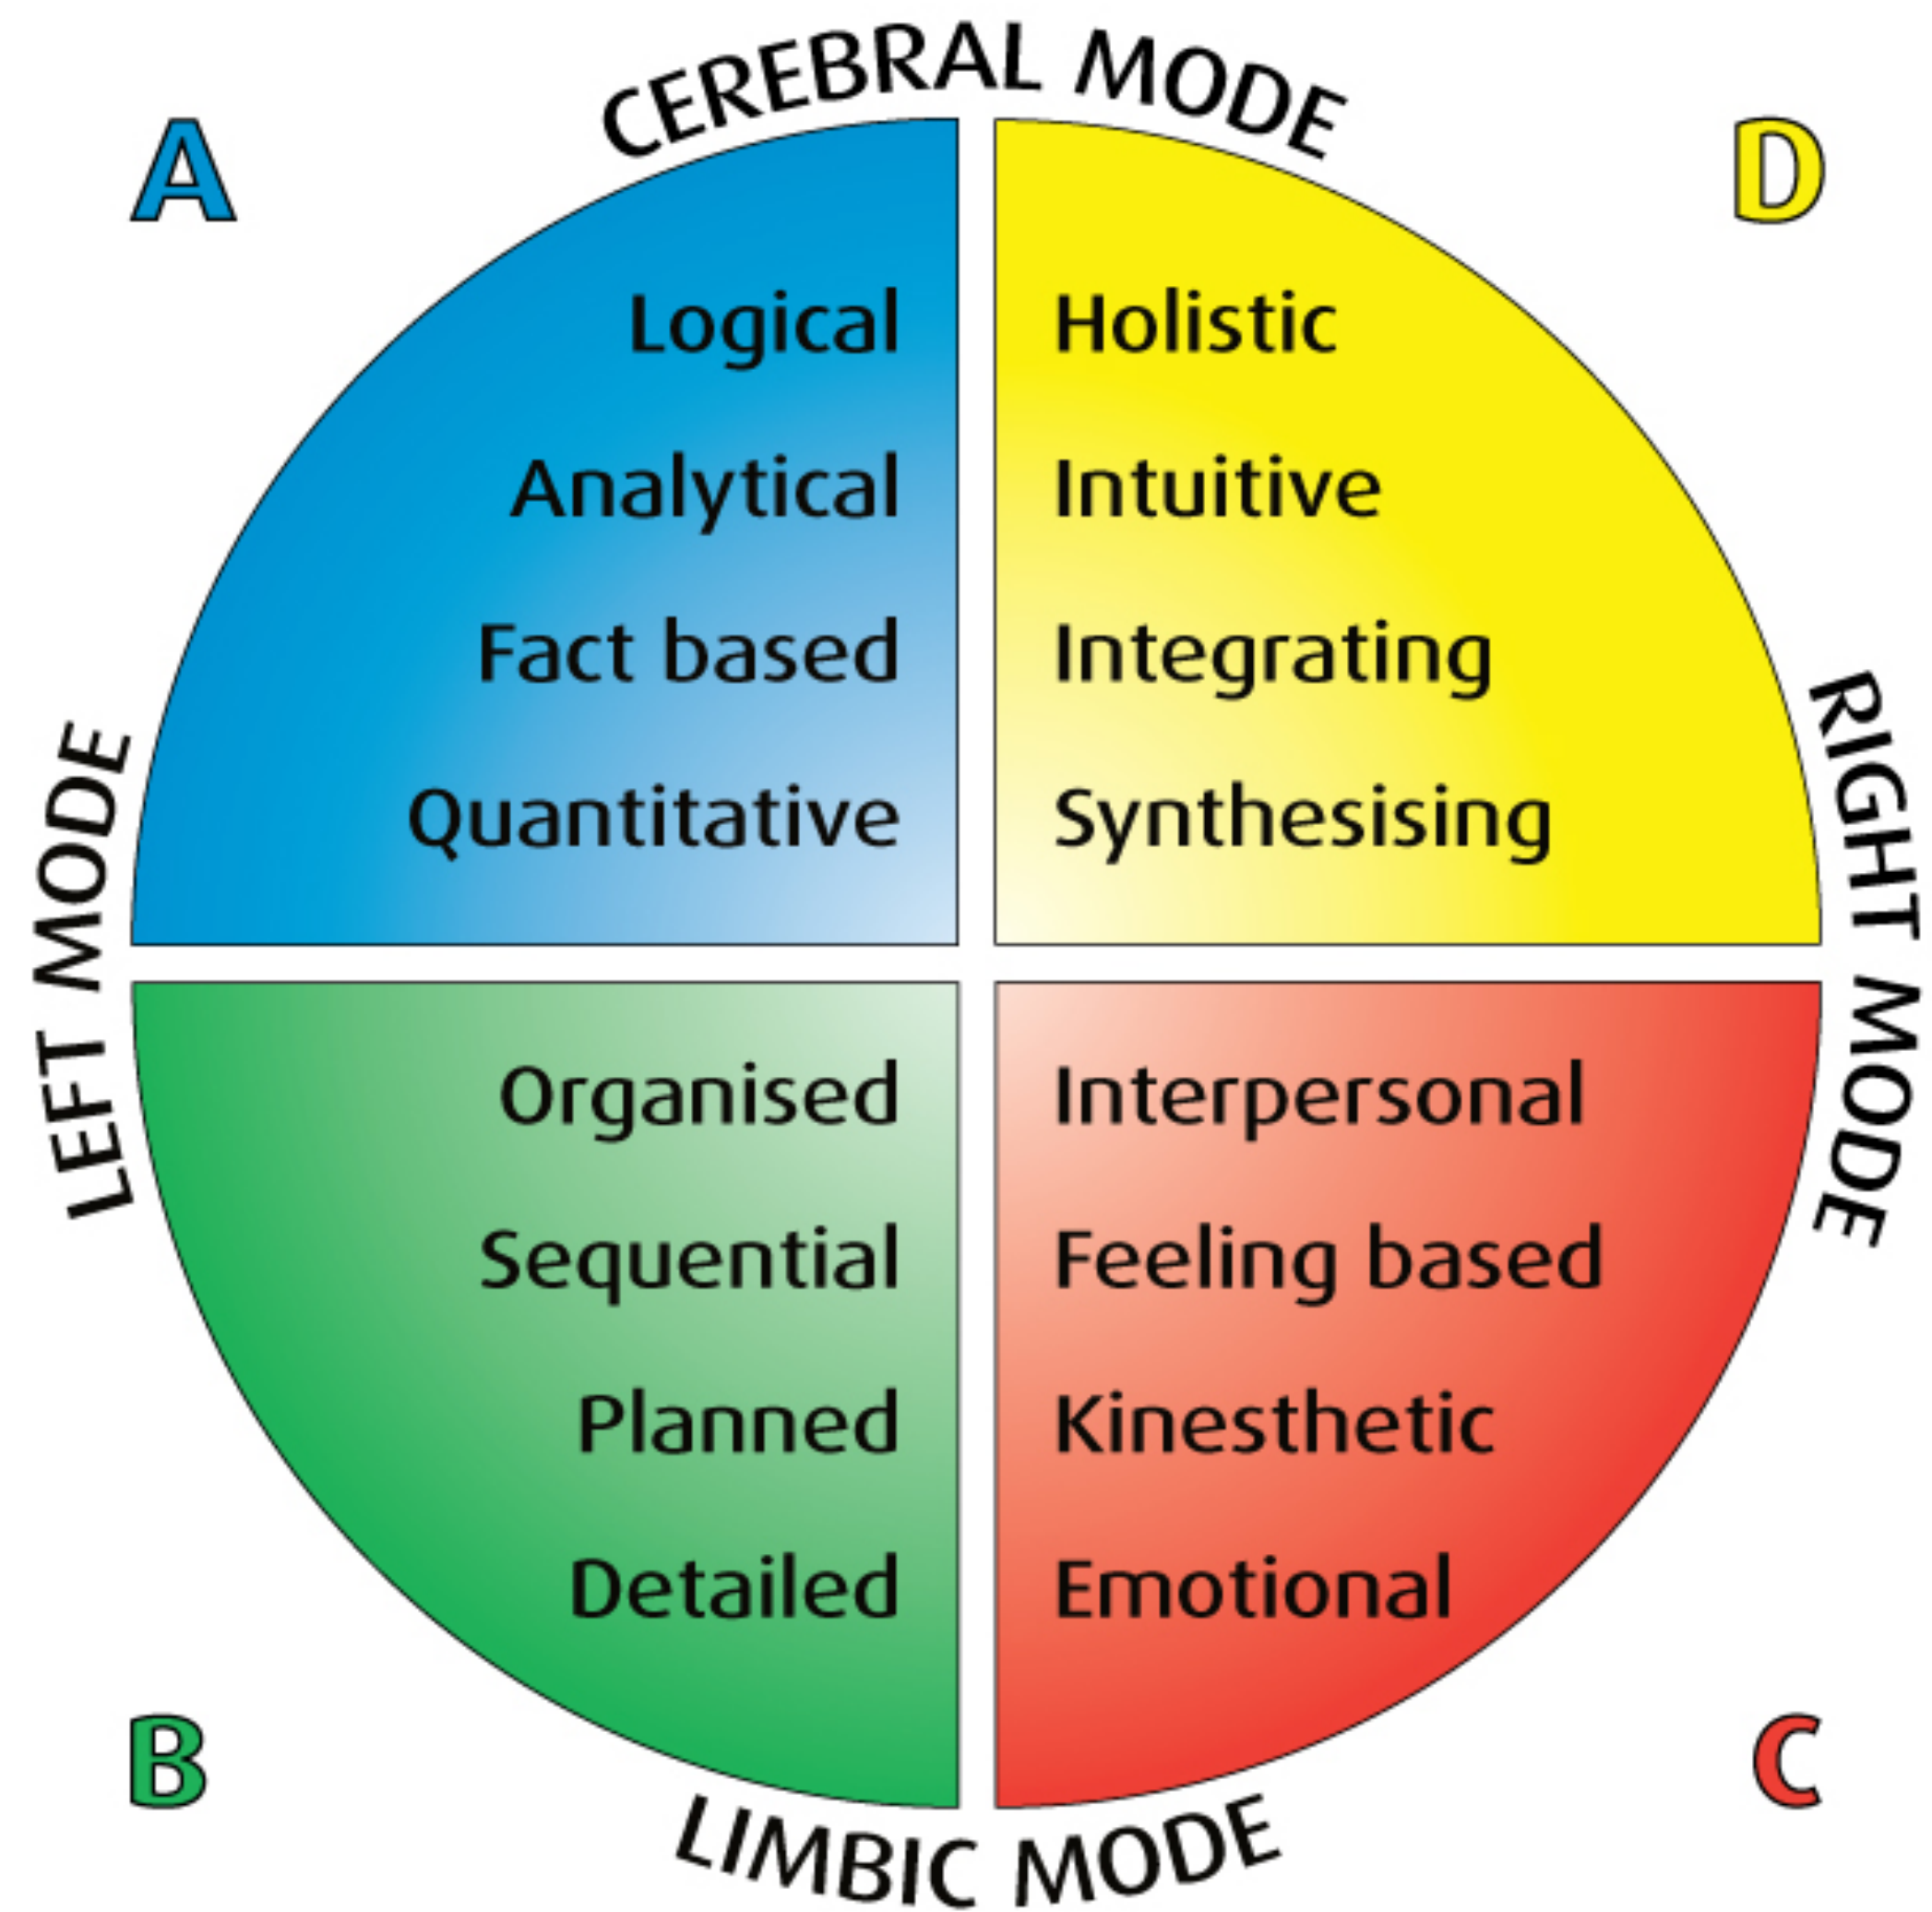 CEREBRAL MODE
A
D
Logical
Analytical
Fact based
Quantitative
Holistic
Intuitive
Integrating
Synthesising
LEFT MODE
RIGHT MODE
Organised
Sequential
Planned
Detailed
Interpersonal
Feeling based
Kinesthetic
Emotional
B
C
LIMBIC MODE